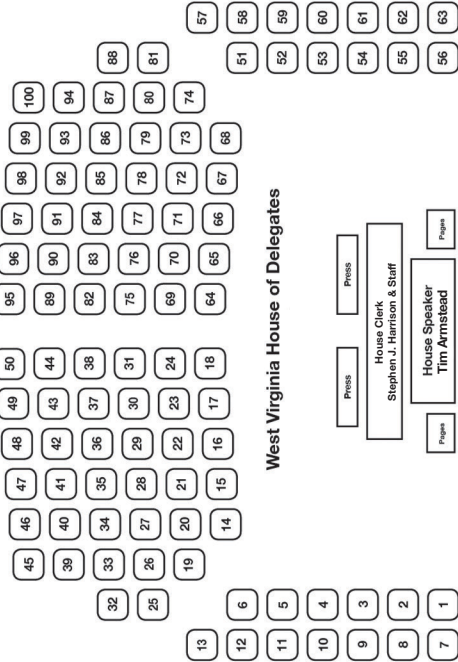 45 46 47 48 49 50 95 96 97 98 99 100
39 40 41 42 43 44 89 90 91 92 93 94
32 33 34 35 36 37 38 82 83 84 85 86 87 88
25 26 27 28 29 30 31 75 76 77 78 79 80 81
19 20 21 22 23 24 69 70 71 72 73 74
14 15 16 17 18 64 65 66 67 68
13 57
12 6 51 58
West Virginia House of Delegates
11 5 52 59
10 4 53 60
Press Press
9 3 54 61
House Clerk
Stephen J. Harrison & Staff
8 2 55 62
House Speaker
Tim Armstead
Pages Pages
7 1 56 63